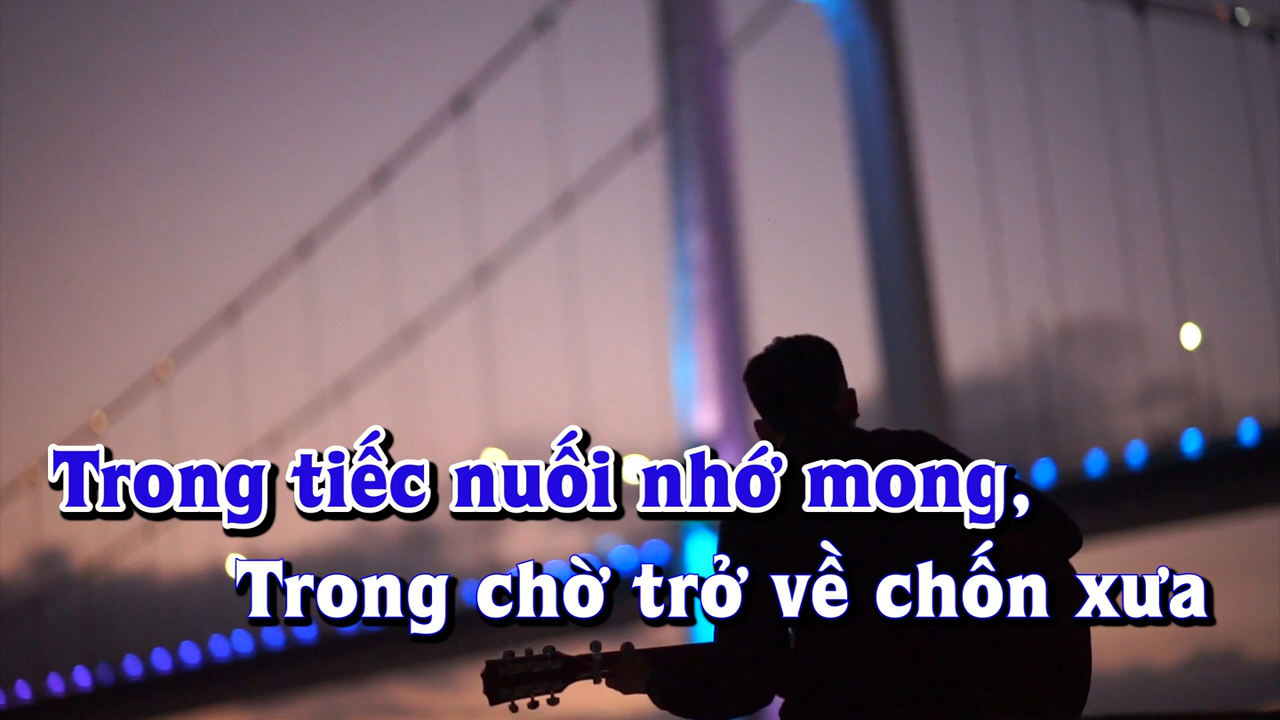 Trong tiếc nuối nhớ mong,
Trong chờ trở về chốn xưa